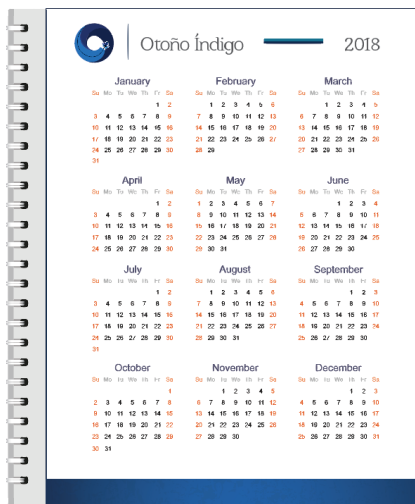 Otoño Índigo 2018
January
Su Mo Tu We Th Fr Sa
1 2
3 4 5 6 7 8 9
10 11 12 13 14 15 16
17 18 19 20 21 22 23
24 25 26 27 28 29 30
31
February
Su Mo Tu We Th Fr Sa
1 2 3 4 5 6
7 8 9 10 11 12 13
14 15 16 17 18 19 20
21 22 23 24 25 26 27
28 29
March
Su Mo Tu We Th Fr Sa
1 2 3 4 5
6 7 8 9 10 11 12
13 14 15 16 17 18 19
20 21 22 23 24 25 26
27 28 29 30 31
April
Su Mo Tu We Th Fr Sa
1 2
3 4 5 6 7 8 9
10 11 12 13 14 15 16
17 18 19 20 21 22 23
24 25 26 27 28 29 30
May
Su Mo Tu We Th Fr Sa
1 2 3 4 5 6 7
8 9 10 11 12 13 14
15 16 17 18 19 20 21
22 23 24 25 26 27 28
29 30 31
June
Su Mo Tu We Th Fr Sa
1 2 3 4
5 6 7 8 9 10 11
12 13 14 15 16 17 18
19 20 21 22 23 24 25
26 27 28 29 30
July
Su Mo Tu We Th Fr Sa
1 2
3 4 5 6 7 8 9
10 11 12 13 14 15 16
17 18 19 20 21 22 23
24 25 26 27 28 29 30
31
August
Su Mo Tu We Th Fr Sa
1 2 3 4 5 6
7 8 9 10 11 12 13
14 15 16 17 18 19 20
21 22 23 24 25 26 27
28 29 30 31
September
Su Mo Tu We Th Fr Sa
1 2 3
4 5 6 7 8 9 10
11 12 13 14 15 16 17
18 19 20 21 22 23 24
25 26 27 28 29 30
October
Su Mo Tu We Th Fr Sa
1
2 3 4 5 6 7 8
9 10 11 12 13 14 15
16 17 18 19 20 21 22
23 24 25 26 27 28 29
30 31
November
Su Mo Tu We Th Fr Sa
1 2 3 4 5
6 7 8 9 10 11 12
13 14 15 16 17 18 19
20 21 22 23 24 25 26
27 28 29 30
December
Su Mo Tu We Th Fr Sa
1 2 3
4 5 6 7 8 9 10
11 12 13 14 15 16 17
18 19 20 21 22 23 24
25 26 27 28 29 30 31